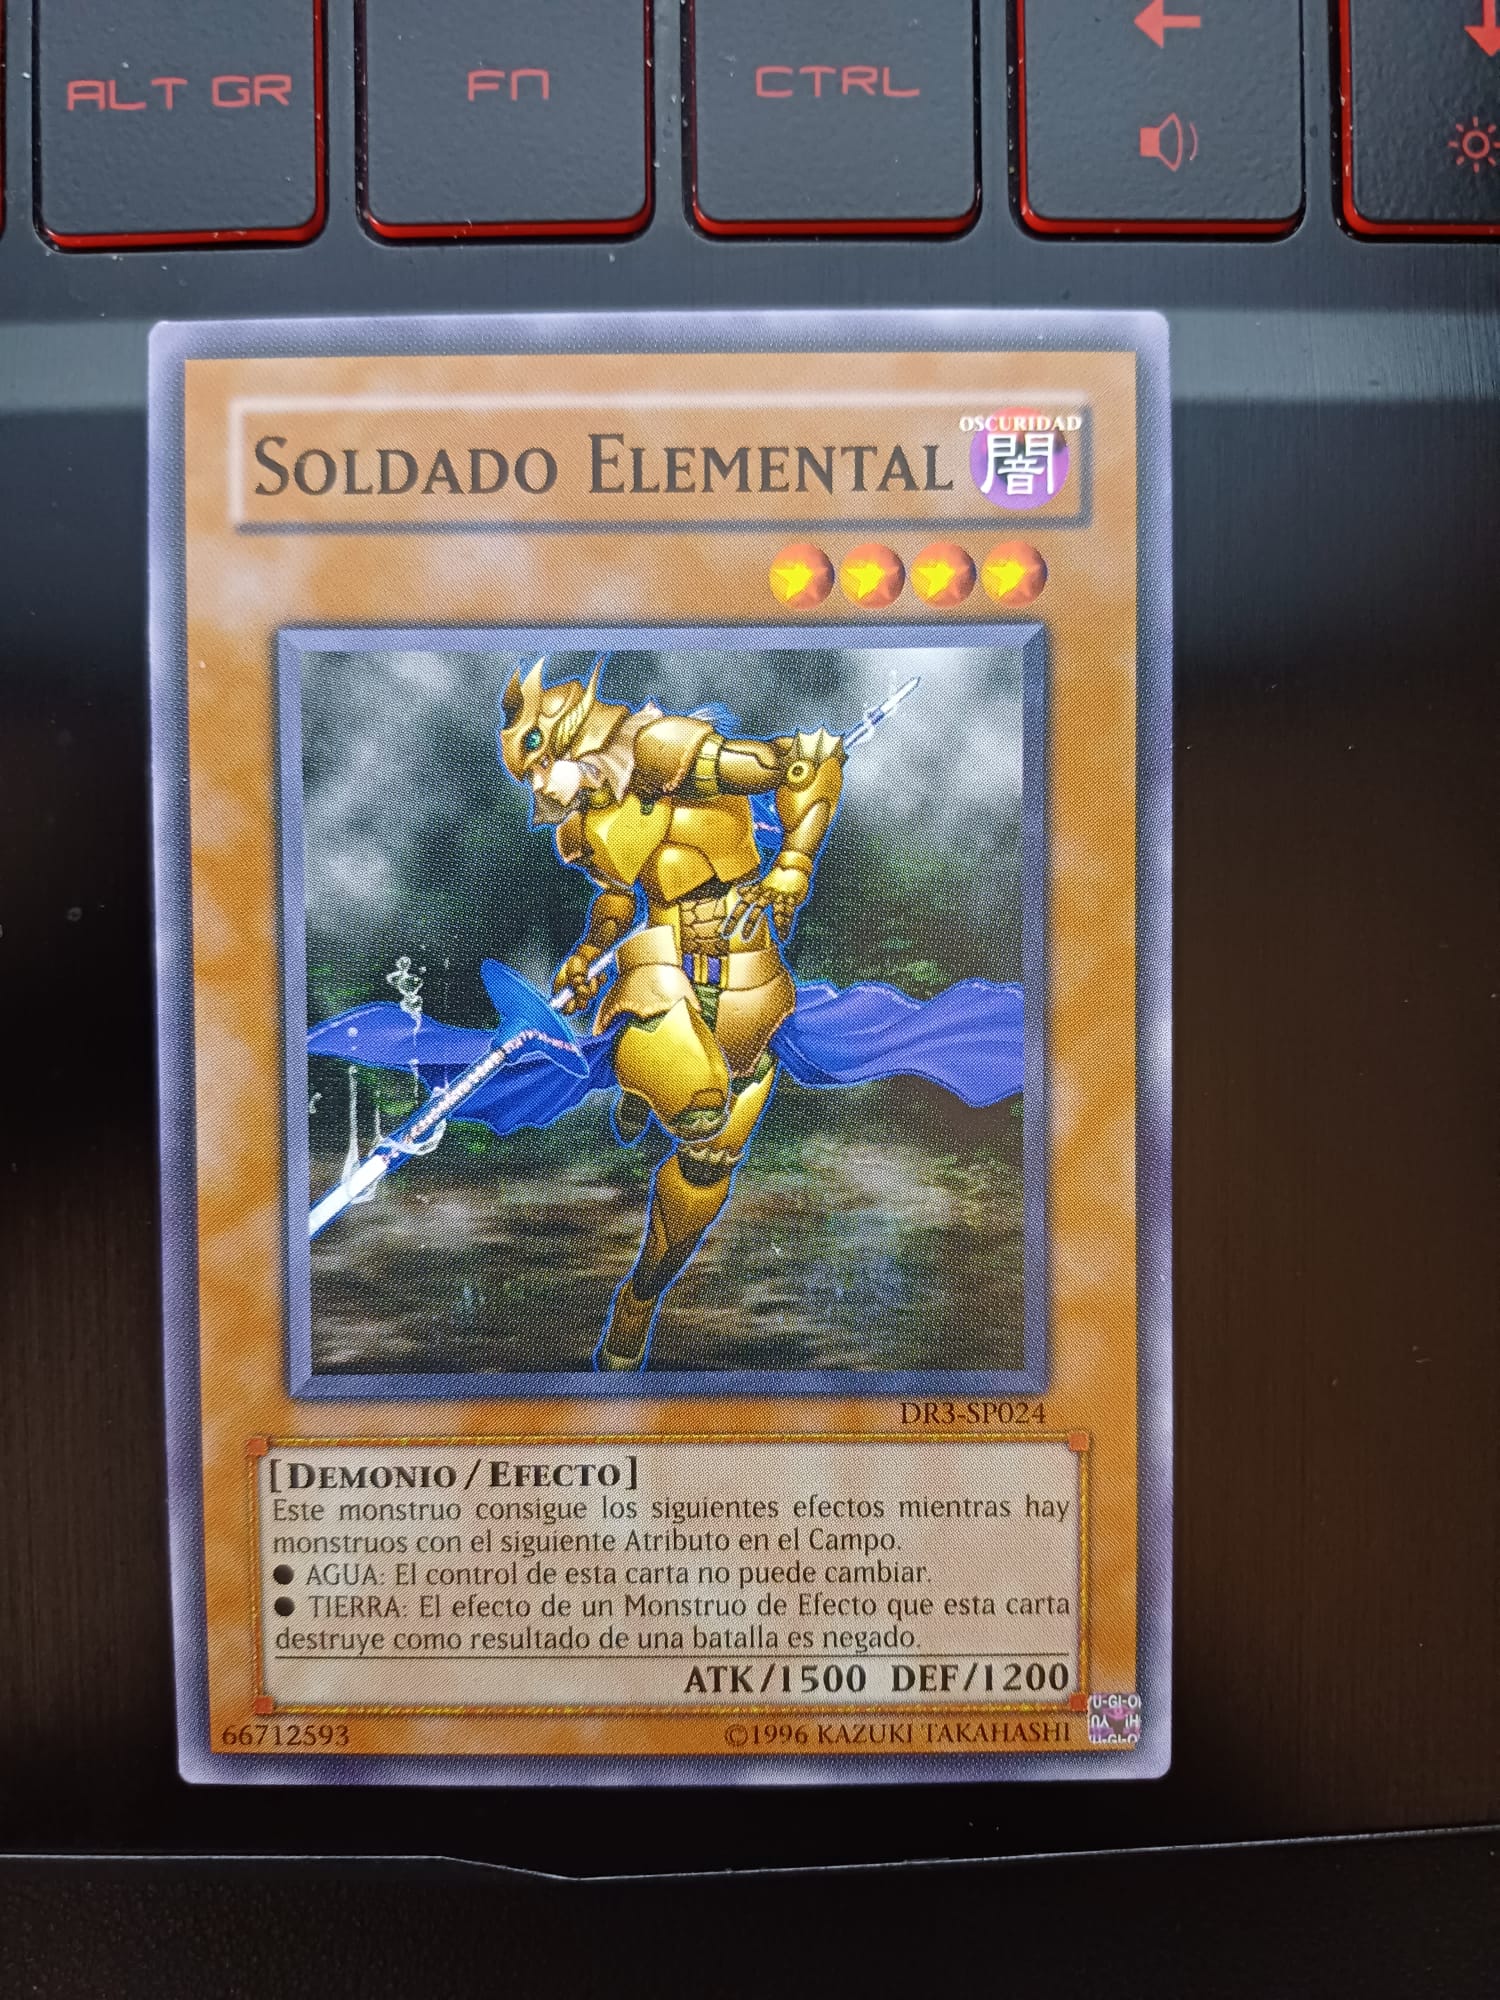 ALT GR FN CTRL
SOLDADO ELEMENTAL
OSCURIDAD
闇
DR3-SP024
[DEMONIO/EFECTO]
Este monstruo consigue los siguientes efectos mientras hay
monstruos con el siguiente Atributo en el Campo.
● AGUA: El control de esta carta no puede cambiar.
● TIERRA: El efecto de un Monstruo de Efecto que esta carta
destruye como resultado de una batalla es negado.
ATK/1500 DEF/1200
66712593 ©1996 KAZUKI TAKAHASHI